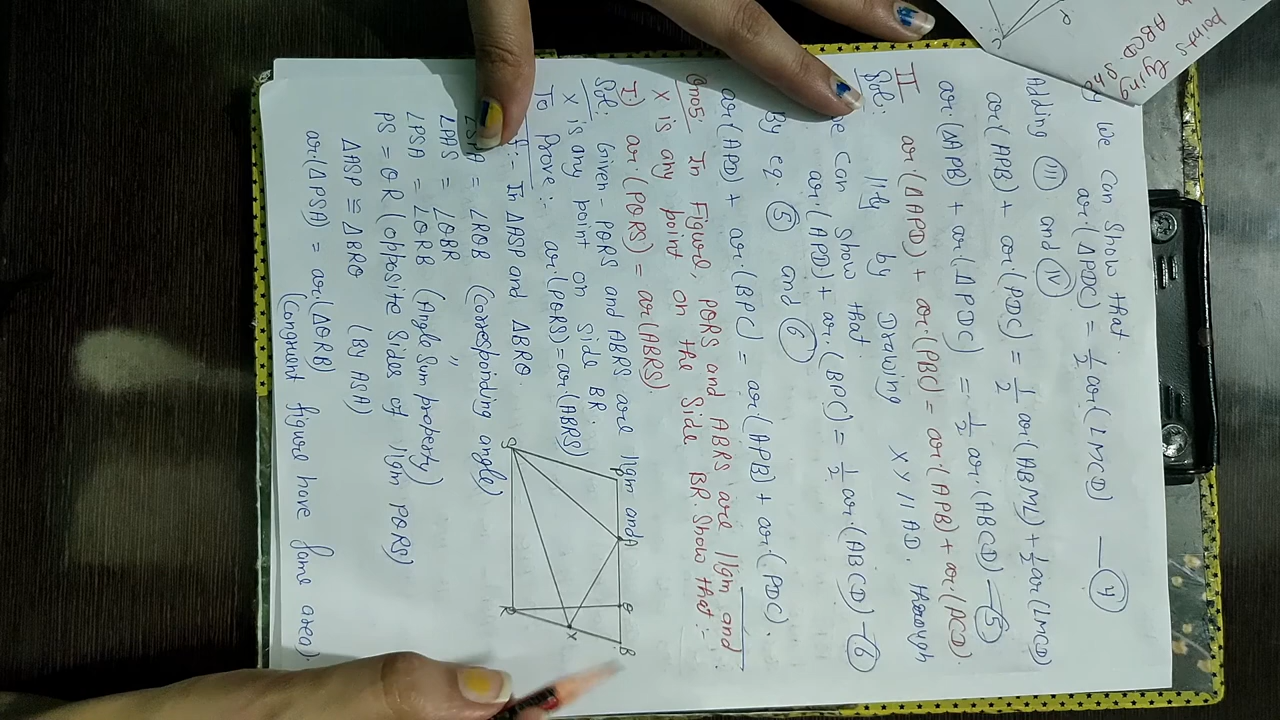 We can Show that.
ar(ΔPDC) = 1/2 ar(LMCD) — (4)
Adding (III) and (IV)
ar(APB) + ar(PDC) = 1/2 ar(ABML) + 1/2 ar(LMCD)
ar(ΔAPB) + ar(ΔPDC) = 1/2 ar.(ABCD) — (5)
II ar.(ΔAPD) + ar.(PBC) = ar(APB) + ar(PCD).
Sol: lly by Drawing XY || AD. thorough
we can show that
ar(APD) + ar.(BPC) = 1/2 ar.(ABCD) — (6)
By eq. (5) and (6)
ar(APD) + ar(BPC) = ar(APB) + ar(PDC).
Qno5: In Figure, PQRS and ABRS are ||gm and
X is any point on the Side BR. Show that:-
I) ar(PQRS) = ar(ABRS).
Sol: Given - PQRS and ABRS are ||gm and
X is any point on side BR.
To Prove:- ar(PQRS) = ar(ABRS)
In ΔASP and ΔBRQ.
= ∠RQB (corresponding angle)
∠PAS = ∠QBR "
∠PSA = ∠QRB (Angle Sum property)
PS = QR (opposite Sides of ||gm PQRS)
ΔASP ≅ ΔBRQ (By ASA)
ar(ΔPSA) = ar(ΔQRB)
(Congruent figure have Same area).
P A Q B
S R X
points lying
ABCD
P
C